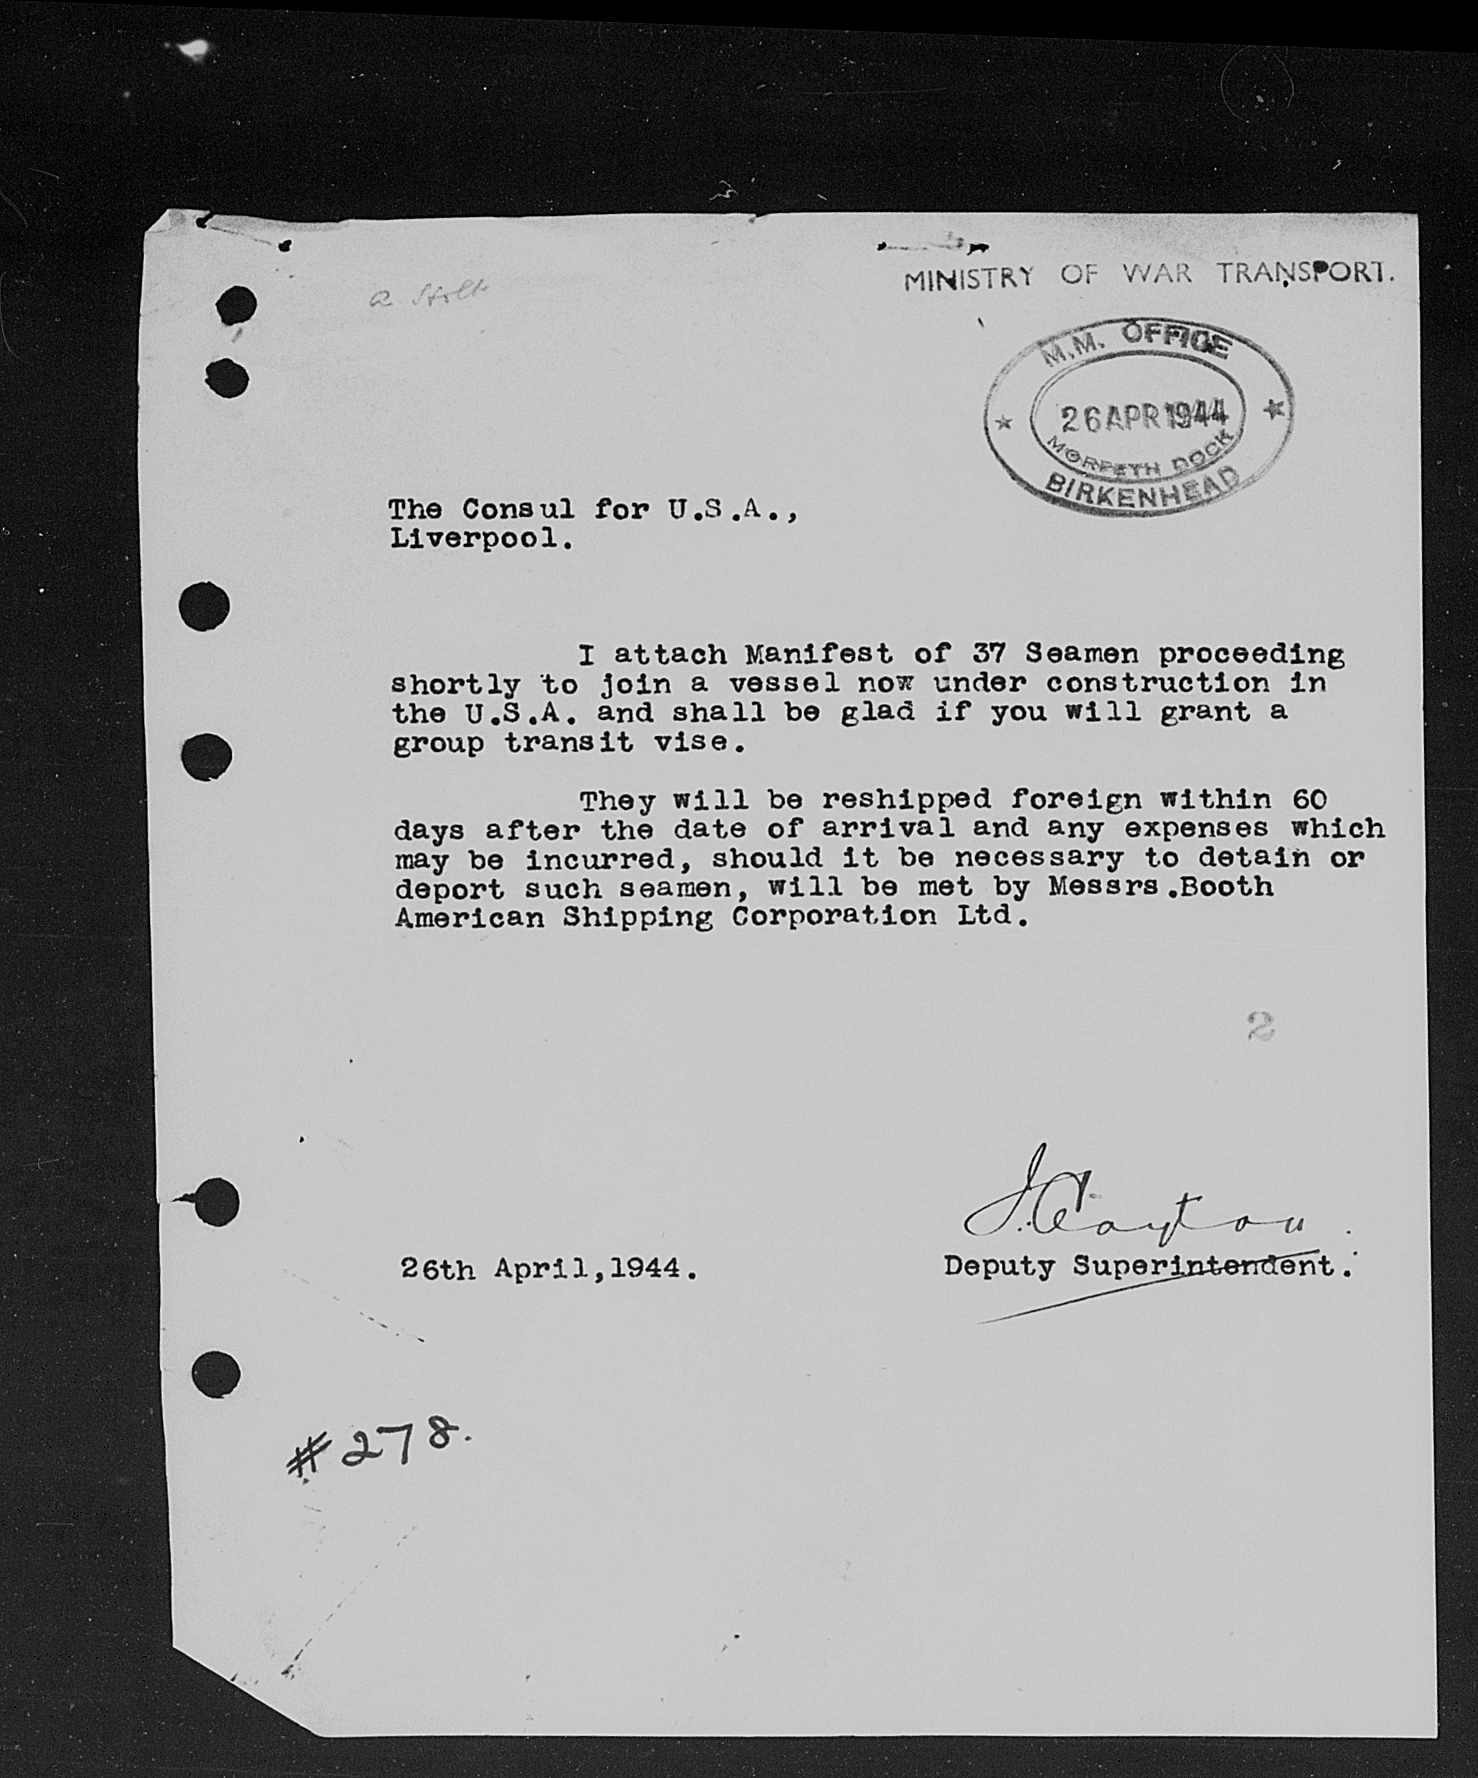 MINISTRY OF WAR TRANSPORT.
M.M. OFFICE
26 APR 1944
MORPETH DOCK
BIRKENHEAD
The Consul for U.S.A.,
Liverpool.
I attach Manifest of 37 Seamen proceeding
shortly to join a vessel now under construction in
the U.S.A. and shall be glad if you will grant a
group transit vise.
They will be reshipped foreign within 60
days after the date of arrival and any expenses which
may be incurred, should it be necessary to detain or
deport such seamen, will be met by Messrs.Booth
American Shipping Corporation Ltd.
2
J. Clayton
26th April,1944.
Deputy Superintendent.
#278.